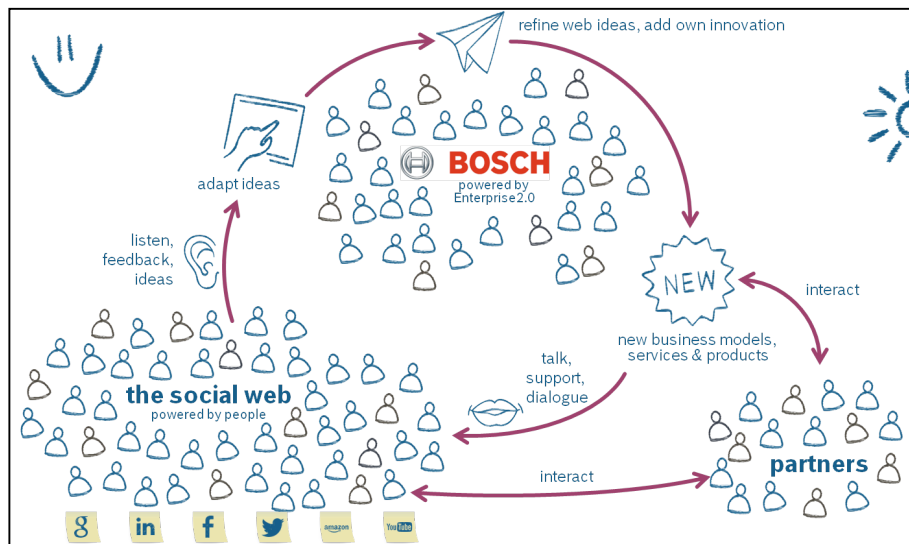 refine web ideas, add own innovation
adapt ideas
BOSCH
powered by
Enterprise2.0
listen,
feedback,
ideas
NEW
interact
new business models,
services & products
talk,
support,
dialogue
the social web
powered by people
partners
interact
g
in
f
amazon
YouTube